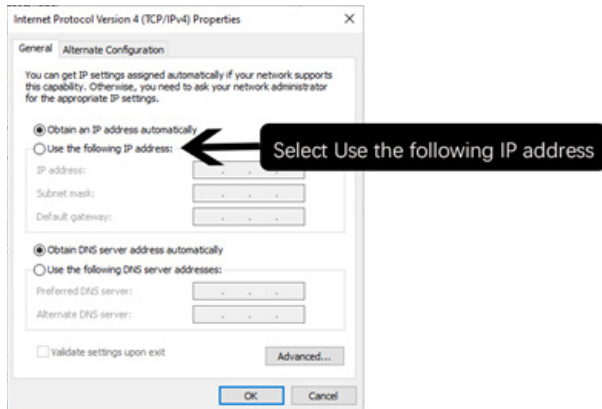 Internet Protocol Version 4 (TCP/IPv4) Properties
General
Alternate Configuration
You can get IP settings assigned automatically if your network supports
this capability. Otherwise, you need to ask your network administrator
for the appropriate IP settings.
Obtain an IP address automatically
Use the following IP address:
Select Use the following IP address
IP address:
Subnet mask:
Default gateway:
Obtain DNS server address automatically
Use the following DNS server addresses:
Preferred DNS server:
Alternate DNS server:
Validate settings upon exit
Advanced...
OK
Cancel